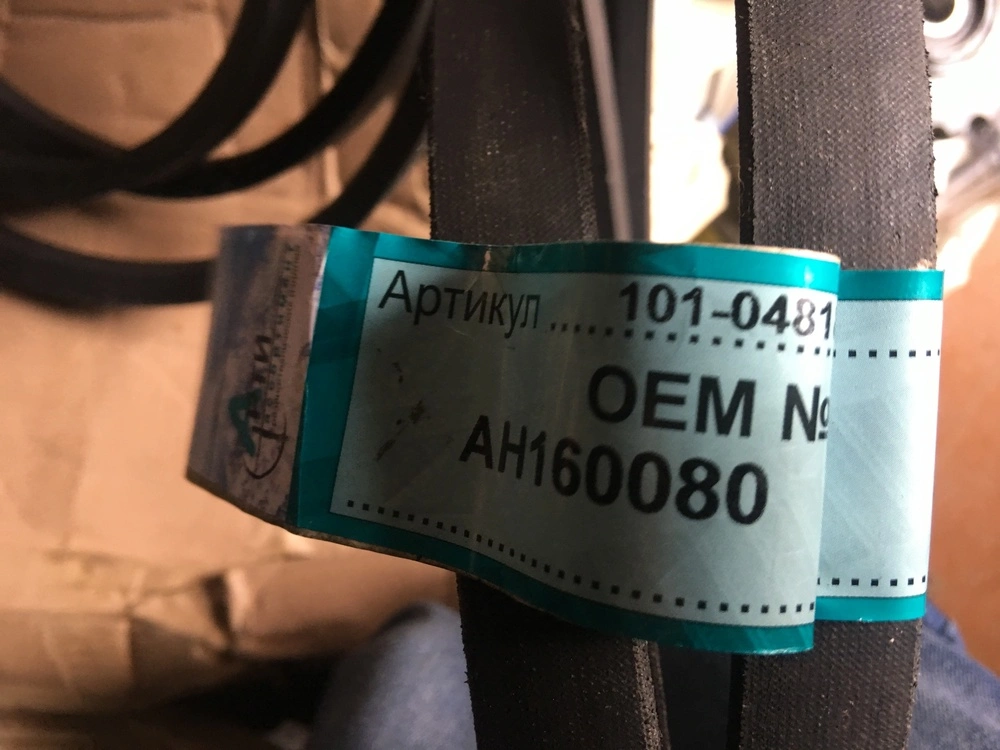 Артикул ........ 101-0481
OEM №
AH160080